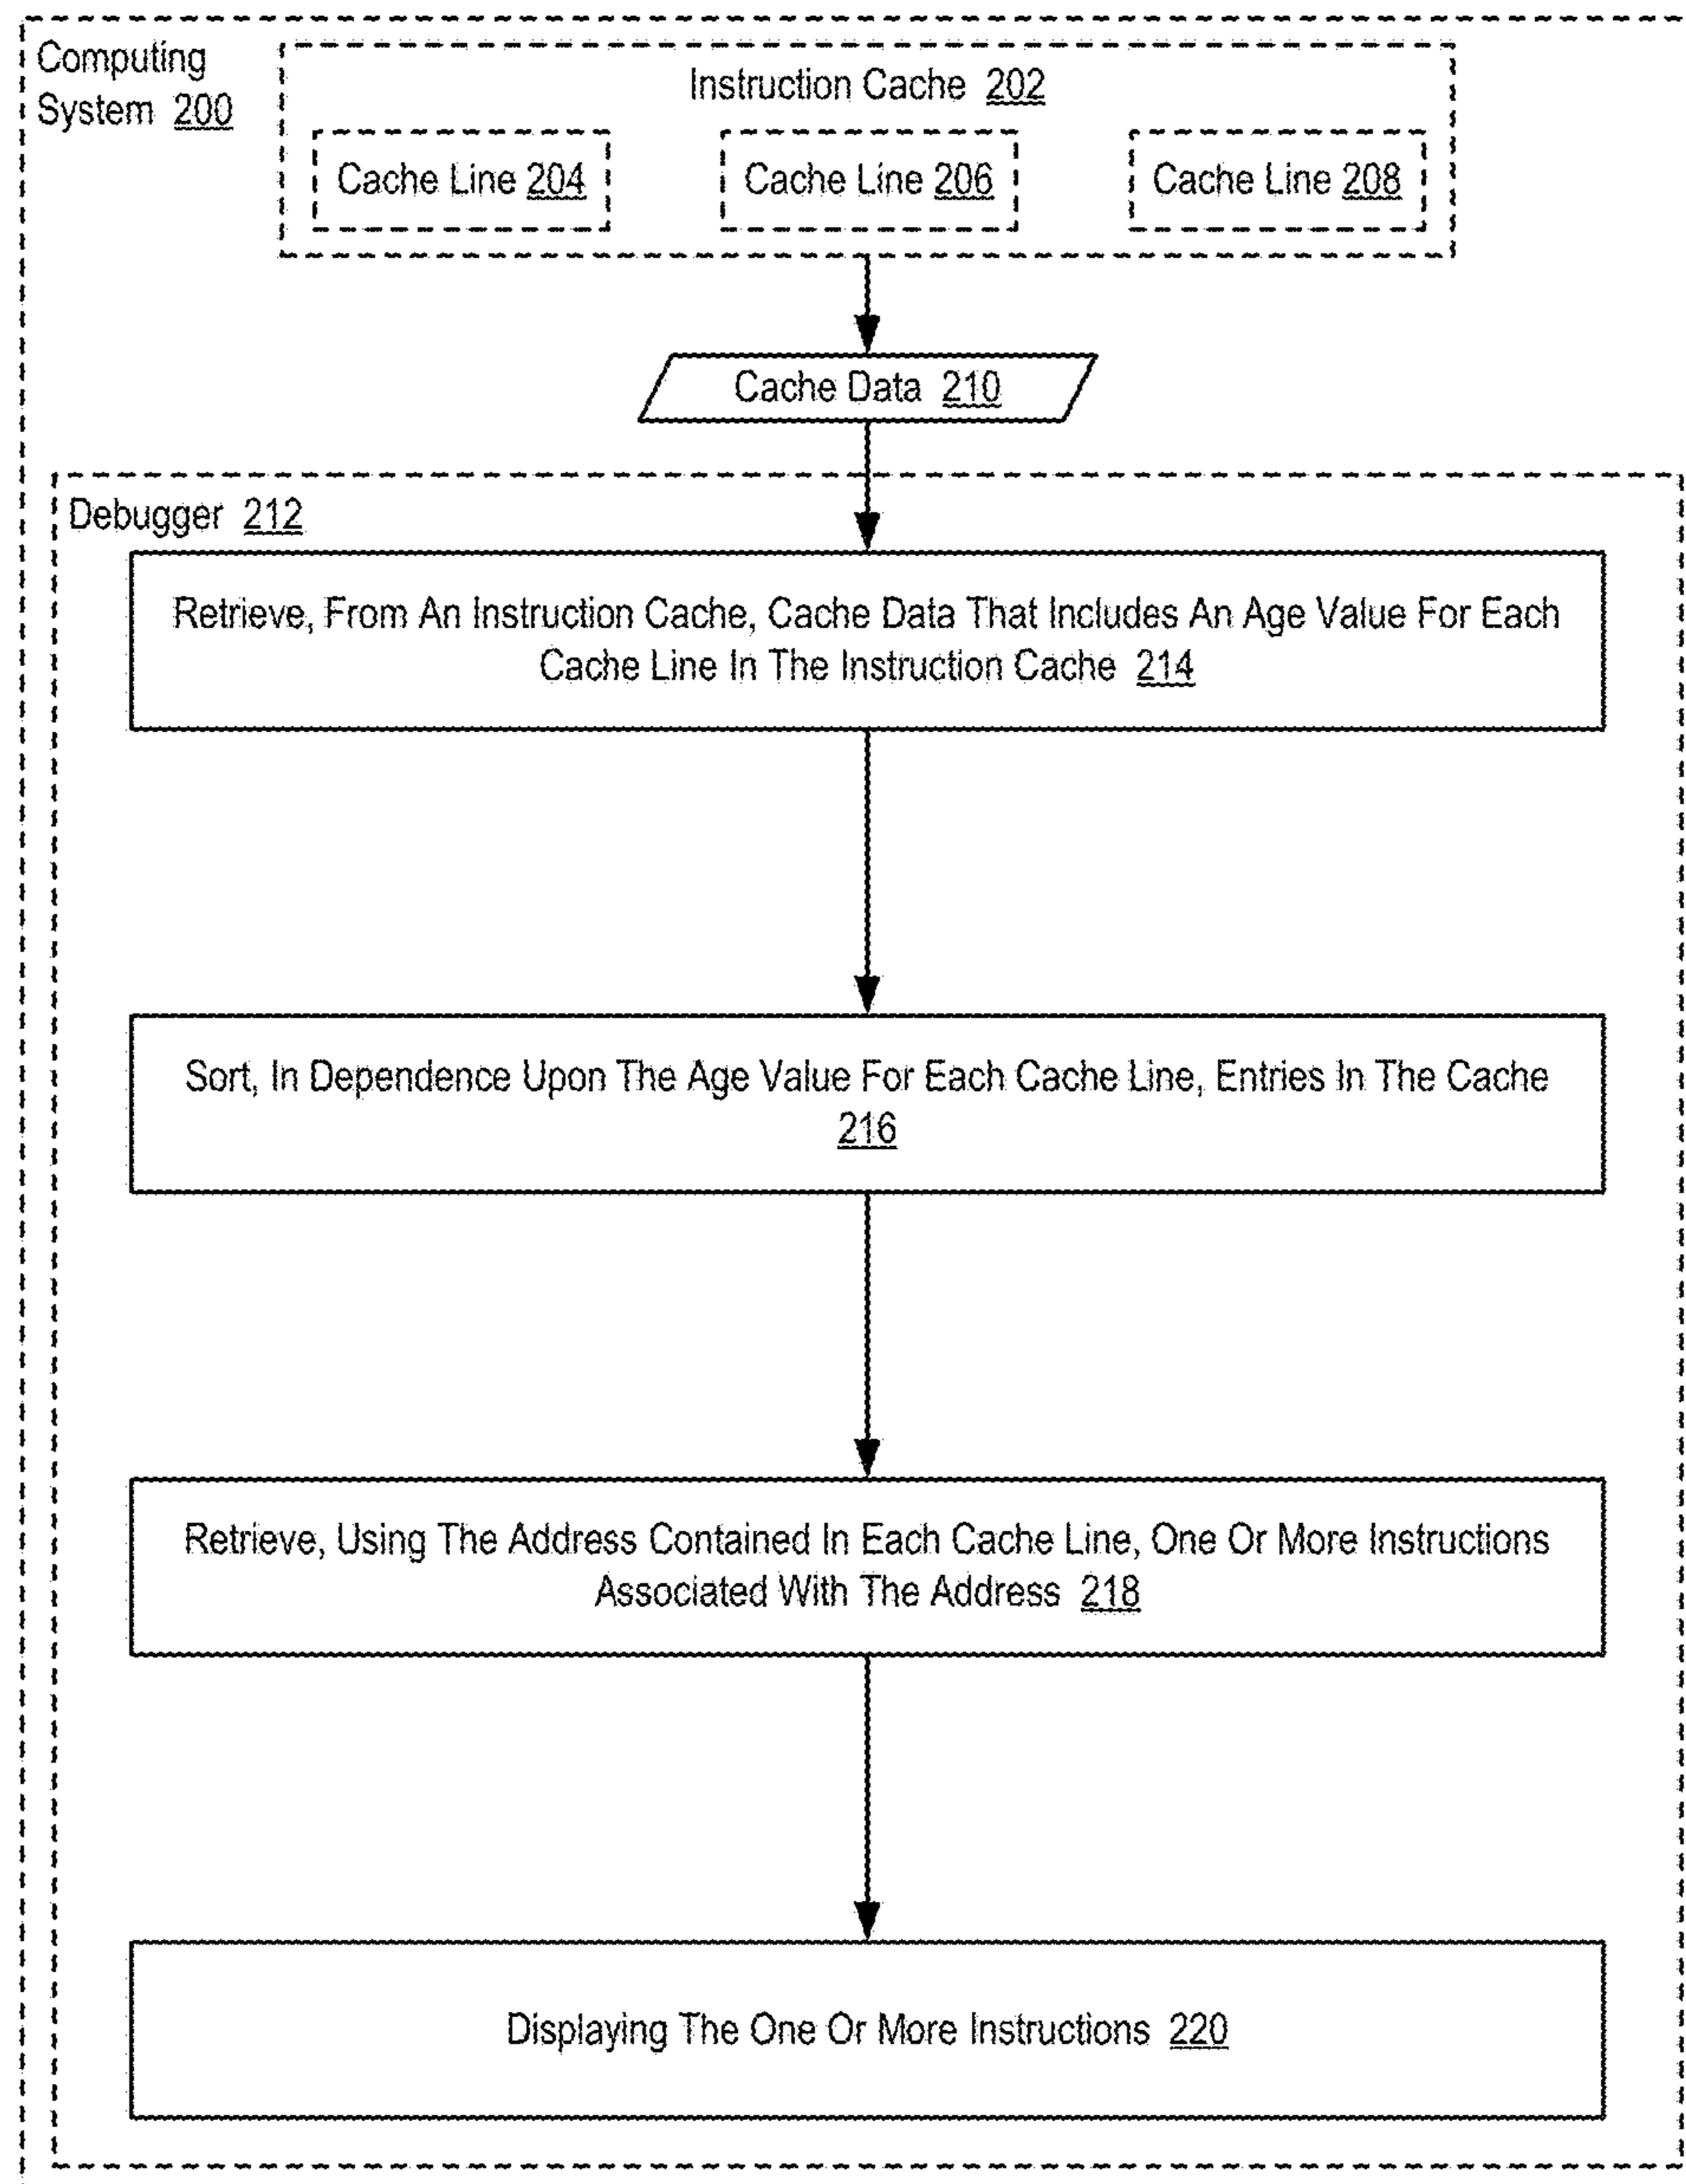 Computing
System 200
Instruction Cache 202
Cache Line 204
Cache Line 206
Cache Line 208
Cache Data 210
Debugger 212
Retrieve, From An Instruction Cache, Cache Data That Includes An Age Value For Each
Cache Line In The Instruction Cache 214
Sort, In Dependence Upon The Age Value For Each Cache Line, Entries In The Cache
216
Retrieve, Using The Address Contained In Each Cache Line, One Or More Instructions
Associated With The Address 218
Displaying The One Or More Instructions 220